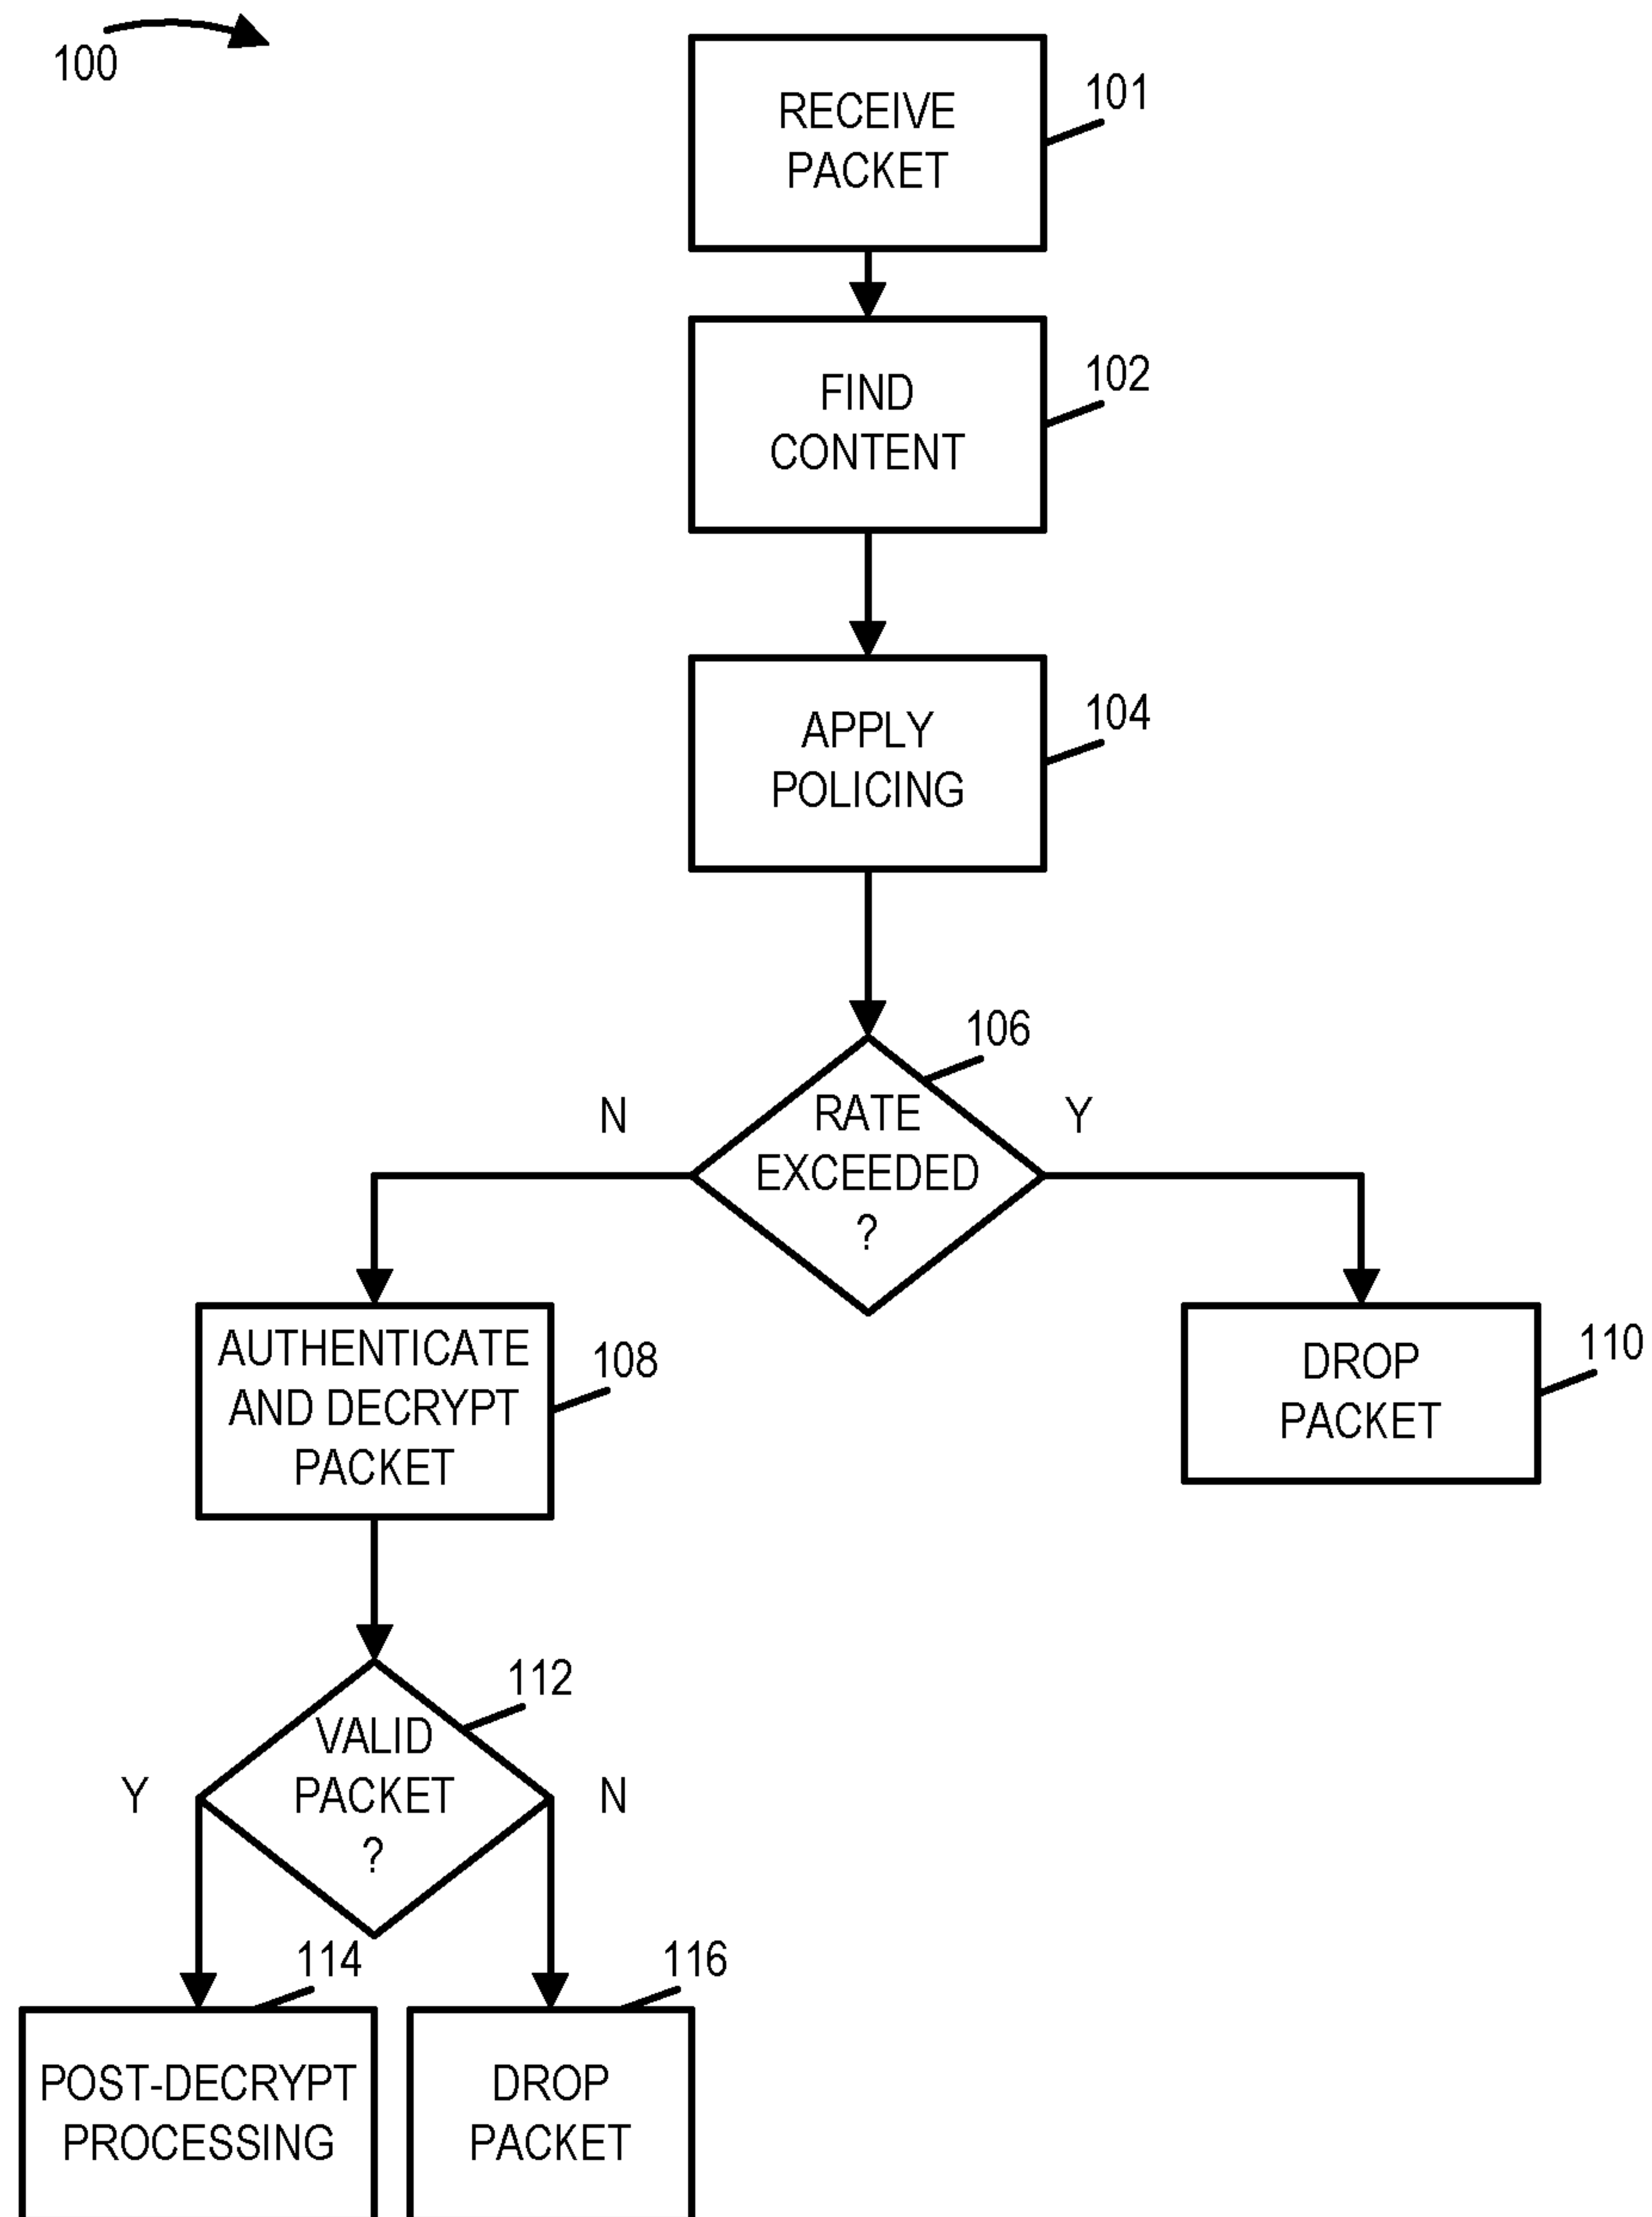 100
RECEIVE
PACKET
101
FIND
CONTENT
102
APPLY
POLICING
104
106
N
RATE
EXCEEDED
?
Y
AUTHENTICATE
AND DECRYPT
PACKET
108
DROP
PACKET
110
112
Y
VALID
PACKET
?
N
114
116
POST-DECRYPT
PROCESSING
DROP
PACKET